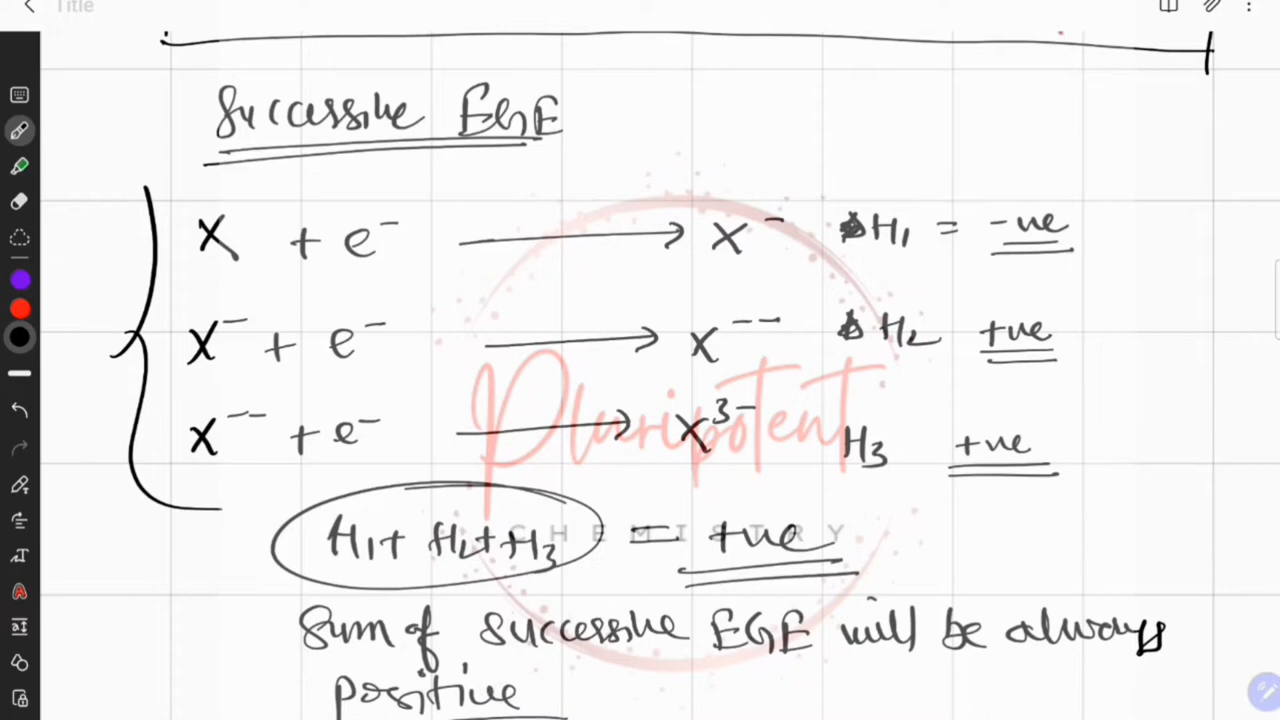 Title
Successive EGE
X + e⁻ ⟶ X⁻ ΔH₁ = -ve
X⁻ + e⁻ ⟶ X⁻⁻ ΔH₂ +ve
X⁻⁻ + e⁻ ⟶ X³⁻ H₃ +ve
Pluripotent
CHEMISTRY
H₁+ H₂+ H₃ = +ve
Sum of successive EGE will be always
positive